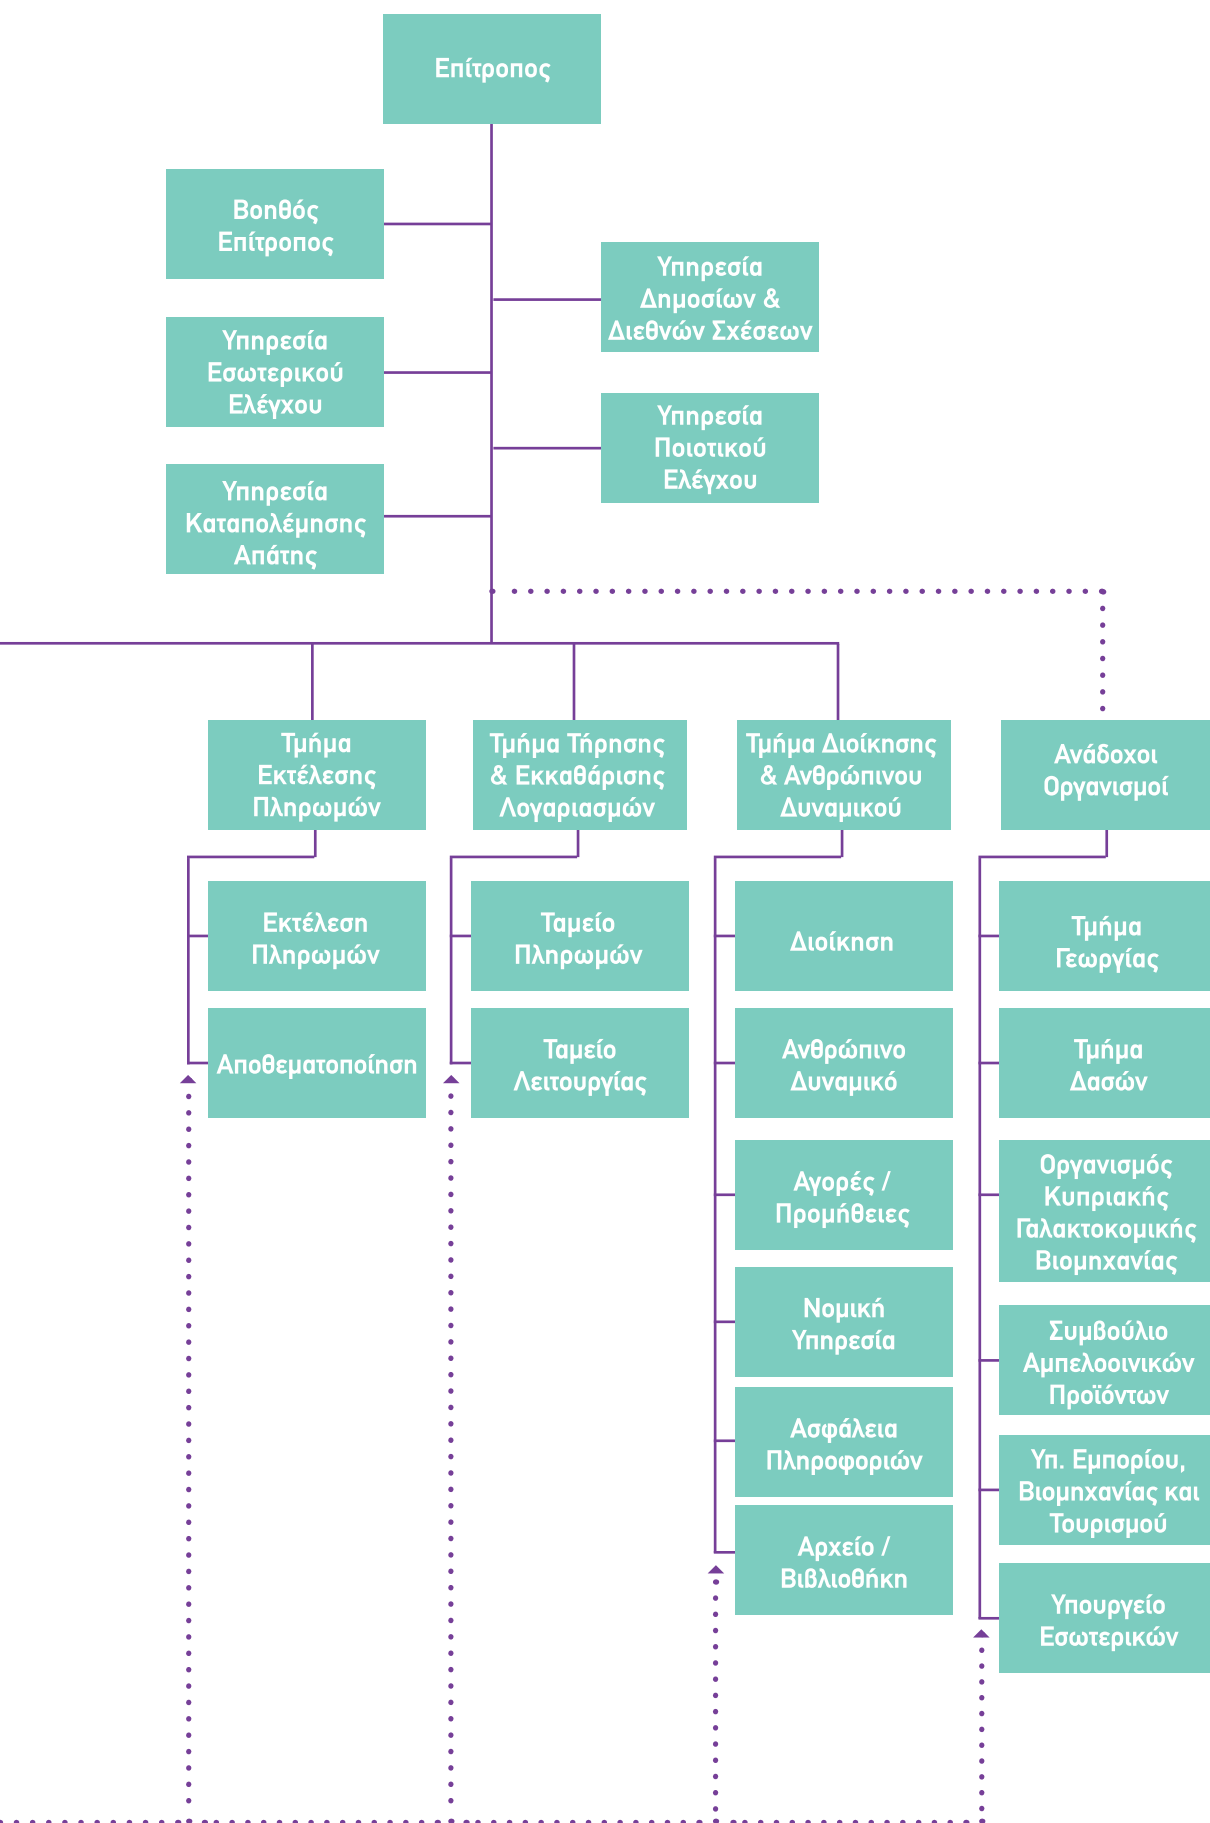 Επίτροπος
Βοηθός
Επίτροπος
Υπηρεσία
Δημοσίων &
Διεθνών Σχέσεων
Υπηρεσία
Εσωτερικού
Ελέγχου
Υπηρεσία
Ποιοτικού
Ελέγχου
Υπηρεσία
Καταπολέμησης
Απάτης
Τμήμα
Εκτέλεσης
Πληρωμών
Εκτέλεση
Πληρωμών
Αποθεματοποίηση
Τμήμα Τήρησης
& Εκκαθάρισης
Λογαριασμών
Ταμείο
Πληρωμών
Ταμείο
Λειτουργίας
Τμήμα Διοίκησης
& Ανθρώπινου
Δυναμικού
Διοίκηση
Ανθρώπινο
Δυναμικό
Αγορές /
Προμήθειες
Νομική
Υπηρεσία
Ασφάλεια
Πληροφοριών
Αρχείο /
Βιβλιοθήκη
Ανάδοχοι
Οργανισμοί
Τμήμα
Γεωργίας
Τμήμα
Δασών
Οργανισμός
Κυπριακής
Γαλακτοκομικής
Βιομηχανίας
Συμβούλιο
Αμπελοοινικών
Προϊόντων
Υπ. Εμπορίου,
Βιομηχανίας και
Τουρισμού
Υπουργείο
Εσωτερικών